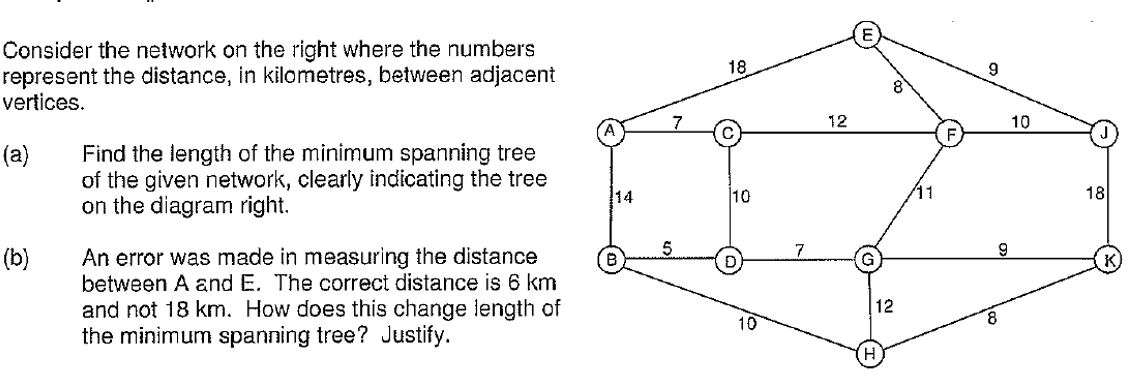 Consider the network on the right where the numbers
represent the distance, in kilometres, between adjacent
vertices.
(a) Find the length of the minimum spanning tree
of the given network, clearly indicating the tree
on the diagram right.
(b) An error was made in measuring the distance
between A and E. The correct distance is 6 km
and not 18 km. How does this change length of
the minimum spanning tree? Justify.
E
18 9
8
A 7 C 12 F 10 J
14 10 11 18
B 5 D 7 G 9 K
12
10 8
H